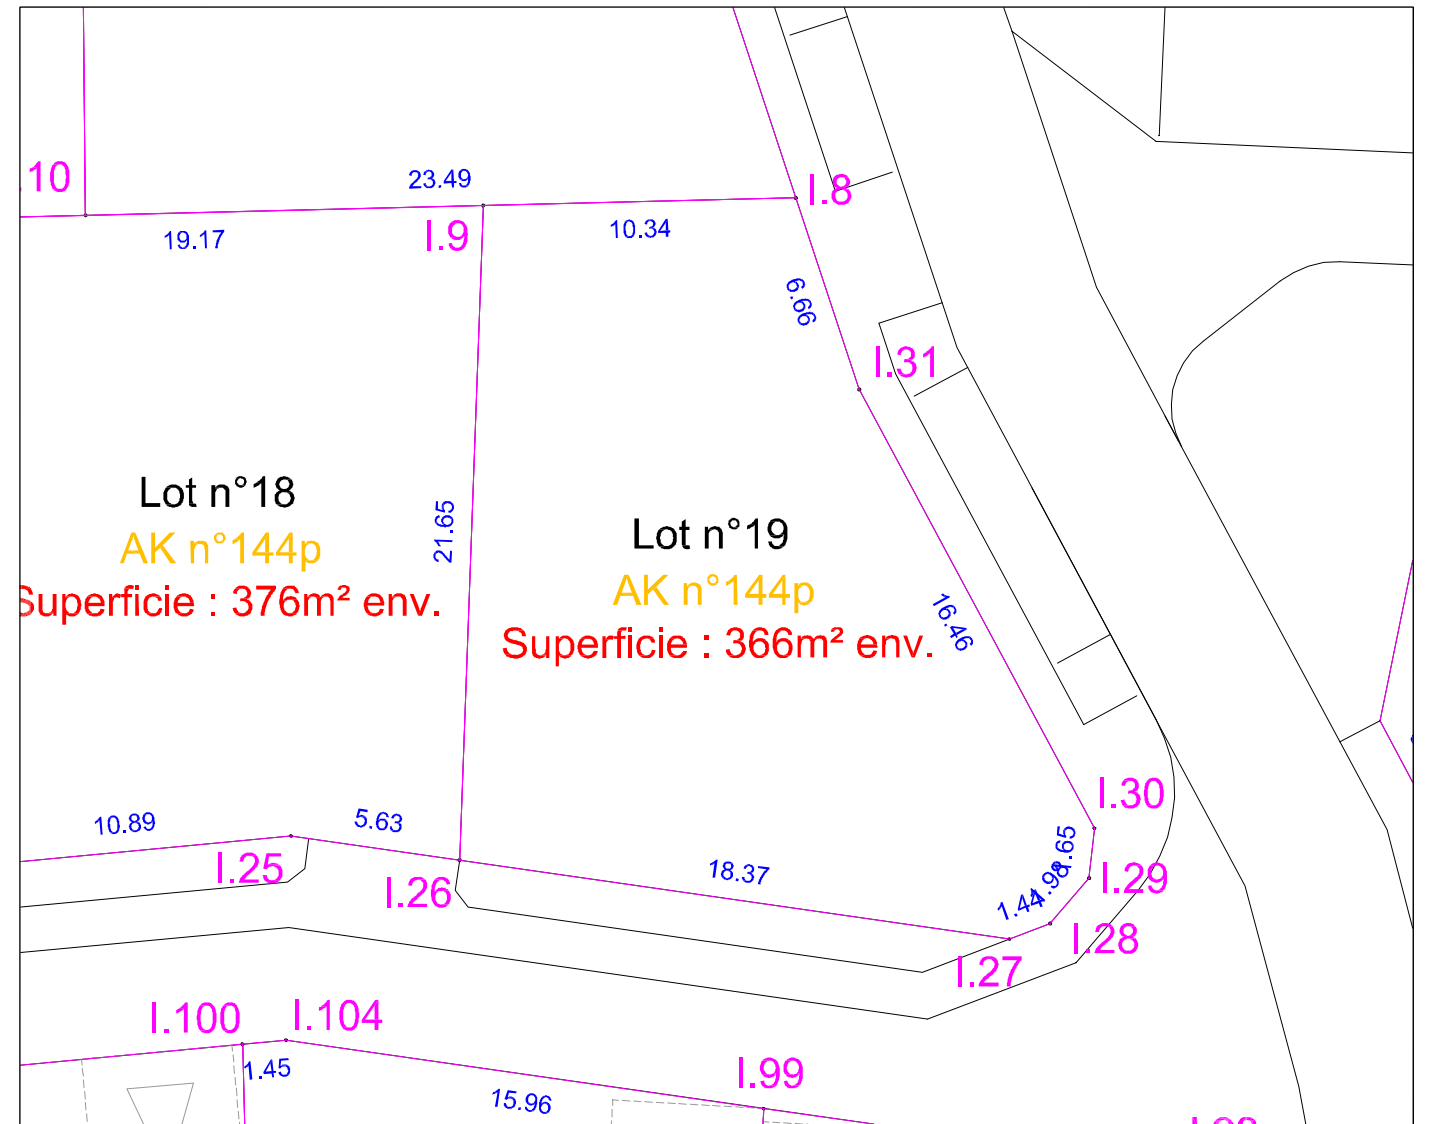 .10
23.49
I.8
19.17
I.9
10.34
6.66
I.31
Lot n°18
AK n°144p
Superficie : 376m² env.
21.65
Lot n°19
AK n°144p
Superficie : 366m² env.
16.46
I.30
10.89
5.63
I.25
I.26
18.37
1.44
1.98
.65
I.29
I.28
I.27
I.100
I.104
1.45
15.96
I.99